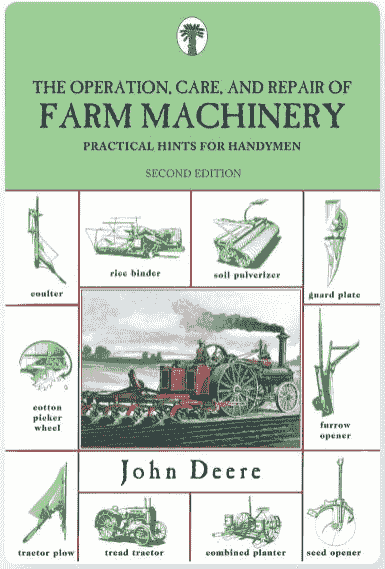 THE OPERATION, CARE, AND REPAIR OF
FARM MACHINERY
PRACTICAL HINTS FOR HANDYMEN
SECOND EDITION
coulter
rice binder
soil pulverizer
guard plate
cotton
picker
wheel
furrow
opener
John Deere
tractor plow
tread tractor
combined planter
seed opener